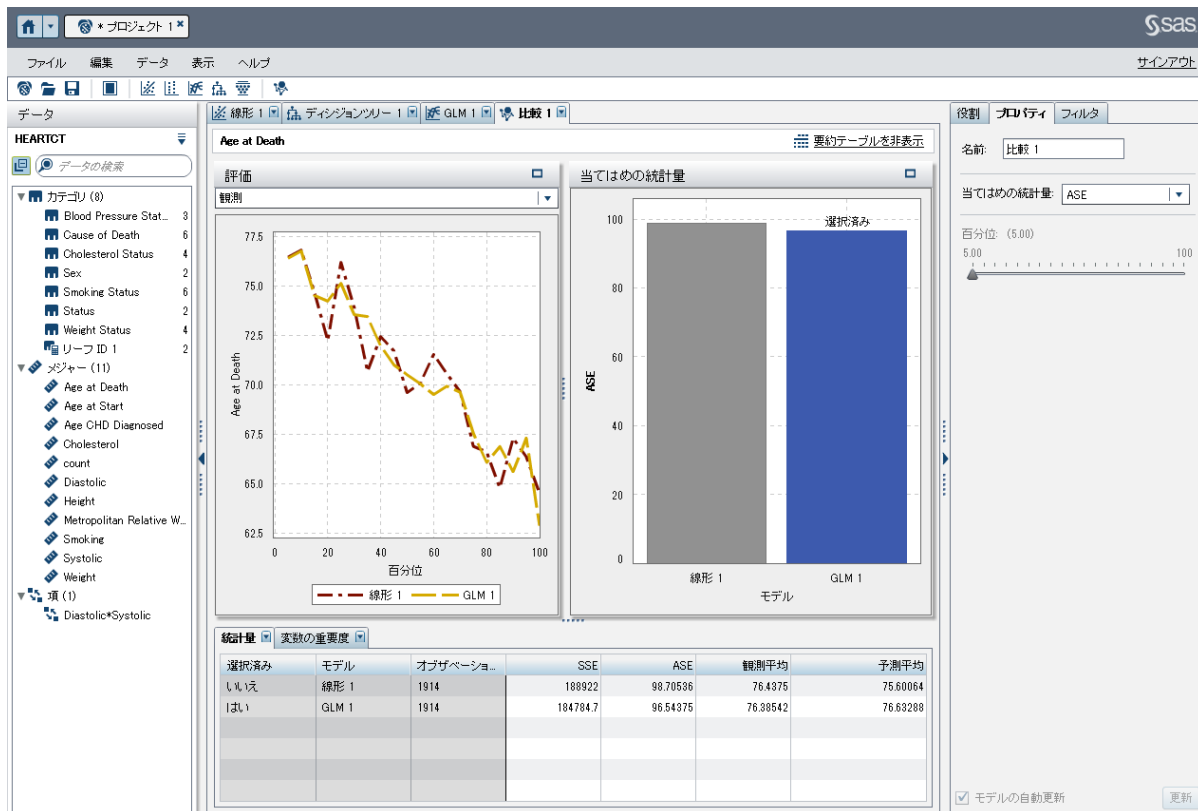 * プロジェクト 1
sas
ファイル 編集 データ 表示 ヘルプ
サインアウト
データ
HEARTCT
データの検索
カテゴリ (8)
Blood Pressure Stat... 3
Cause of Death 6
Cholesterol Status 4
Sex 2
Smoking Status 6
Status 2
Weight Status 4
リーフ ID 1 2
メジャー (11)
Age at Death
Age at Start
Age CHD Diagnosed
Cholesterol
count
Diastolic
Height
Metropolitan Relative W...
Smoking
Systolic
Weight
項 (1)
Diastolic*Systolic
線形 1 ディシジョンツリー 1 GLM 1 比較 1
Age at Death
要約テーブルを非表示
評価
観測
77.5
75.0
72.5
70.0
67.5
65.0
62.5
Age at Death
0 20 40 60 80 100
百分位
線形 1 GLM 1
当てはめの統計量
100
80
60
40
20
0
ASE
選択済み
線形 1 GLM 1
モデル
統計量 変数の重要度
選択済み モデル オブザベーショ... SSE ASE 観測平均 予測平均
いいえ 線形 1 1914 188922 98.70536 76.4375 75.60064
はい GLM 1 1914 184784.7 96.54375 76.38542 76.63288
役割 プロパティ フィルタ
名前: 比較 1
当てはめの統計量: ASE
百分位: (5.00)
5.00 100
モデルの自動更新 更新